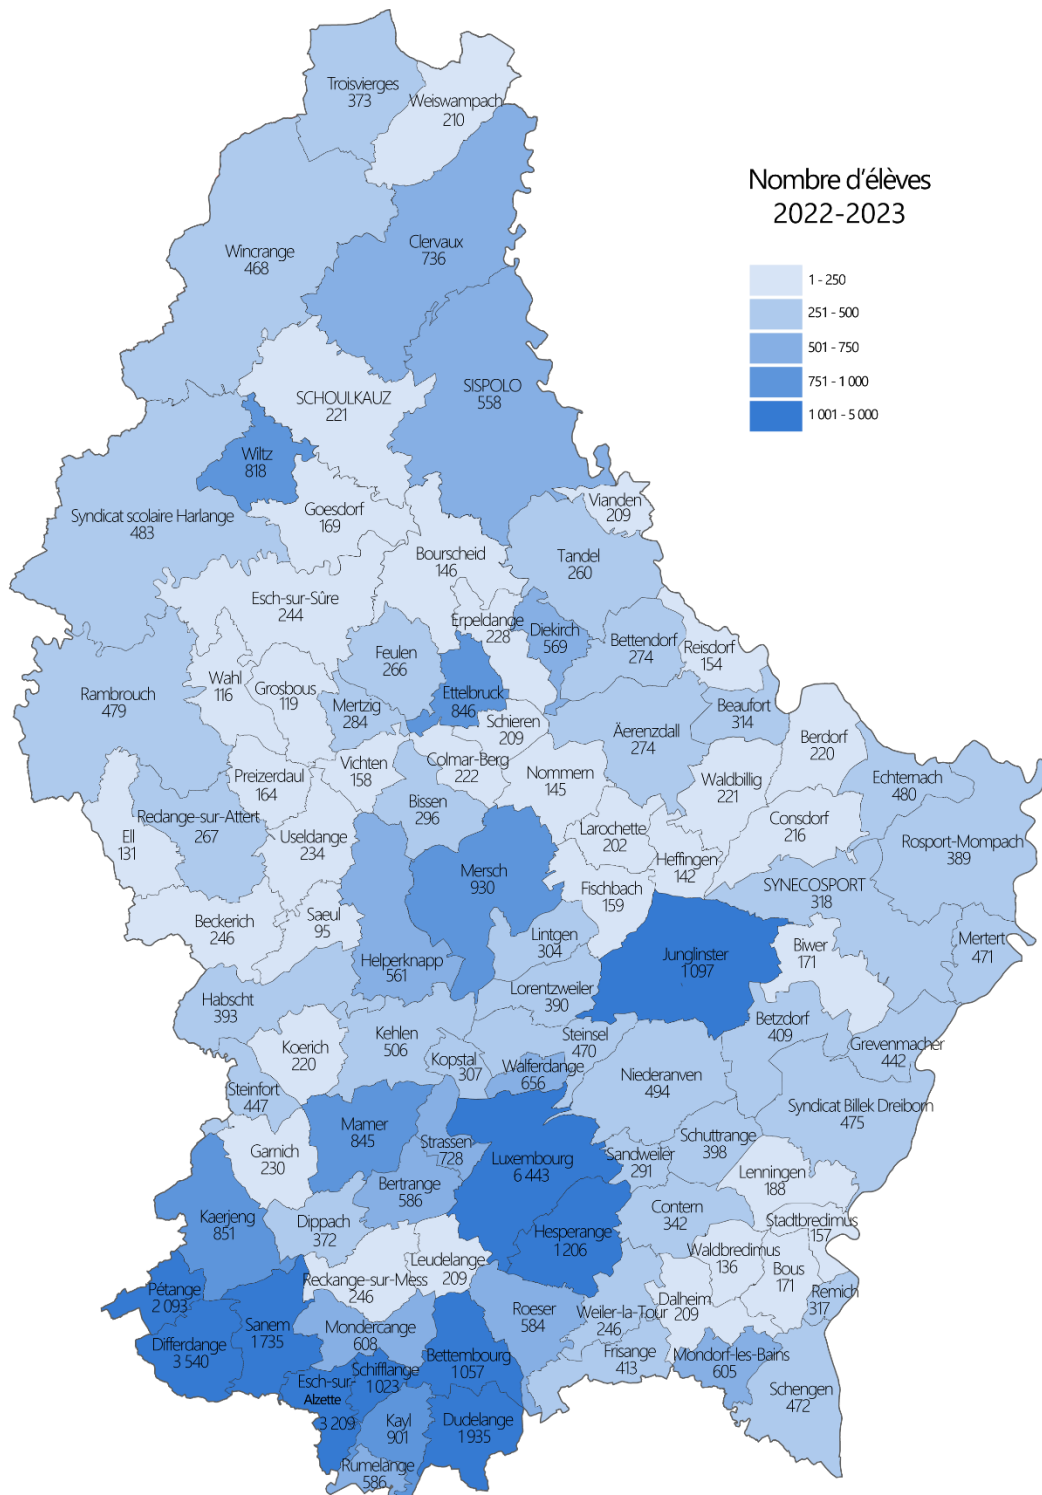 Troisvierges
373
Weiswampach
210
Nombre d'élèves
2022-2023
1 - 250
251 - 500
501 - 750
751 - 1 000
1 001 - 5 000
Clervaux
736
Wincrange
468
SISPOLO
558
SCHOULKAUZ
221
Wiltz
818
Goesdorf
169
Syndicat scolaire Harlange
483
Vianden
209
Bourscheid
146
Tandel
260
Esch-sur-Sûre
244
Erpeldange
228
Diekirch
569
Bettendorf
274
Reisdorf
154
Feulen
266
Wahl
116
Grosbous
119
Rambrouch
479
Mertzig
284
Ettelbruck
846
Schieren
209
Beaufort
314
Äerenzdall
274
Berdorf
220
Colmar-Berg
222
Vichten
158
Preizerdaul
164
Nommern
145
Waldbillig
221
Echternach
480
Bissen
296
Redange-sur-Attert
267
Consdorf
216
Ell
131
Useldange
234
Larochette
202
Heffingen
142
Rosport-Mompach
389
Mersch
930
Fischbach
159
SYNECOSPORT
318
Saeul
95
Beckerich
246
Lintgen
304
Junglinster
1 097
Biwer
171
Mertert
471
Helperknapp
561
Lorentzweiler
390
Habscht
393
Betzdorf
409
Kehlen
506
Steinsel
470
Koerich
220
Kopstal
307
Grevenmacher
442
Walferdange
656
Niederanven
494
Steinfort
447
Syndicat Billek Dreiborn
475
Mamer
845
Strassen
728
Schuttrange
398
Garnich
230
Luxembourg
6 443
Sandweiler
291
Lenningen
188
Bertrange
586
Contern
342
Kaerjeng
851
Dippach
372
Stadtbredimus
157
Hesperange
1 206
Waldbredimus
136
Leudelange
209
Bous
171
Reckange-sur-Mess
246
Pétange
2 093
Remich
317
Dalheim
209
Roeser
584
Weiler-la-Tour
246
Sanem
1 735
Mondercange
608
Differdange
3 540
Frisange
413
Bettembourg
1 057
Mondorf-les-Bains
605
Schifflange
1 023
Esch-sur-
Alzette
3 209
Schengen
472
Kayl
901
Dudelange
1 935
Rumelange
586